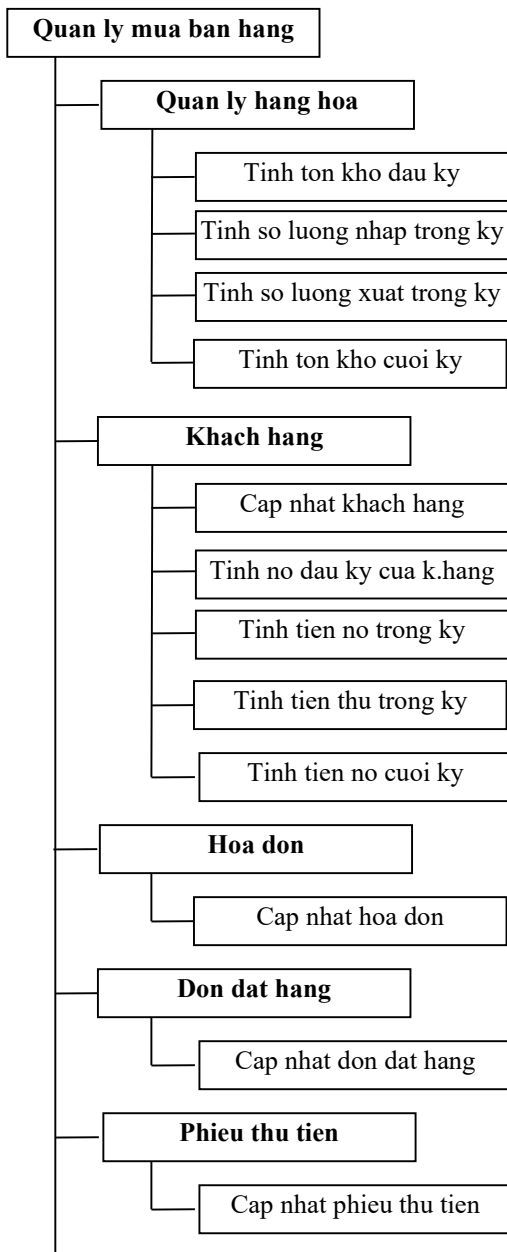 Quan ly mua ban hang
Quan ly hang hoa
Tinh ton kho dau ky
Tinh so luong nhap trong ky
Tinh so luong xuat trong ky
Tinh ton kho cuoi ky
Khach hang
Cap nhat khach hang
Tinh no dau ky cua k.hang
Tinh tien no trong ky
Tinh tien thu trong ky
Tinh tien no cuoi ky
Hoa don
Cap nhat hoa don
Don dat hang
Cap nhat don dat hang
Phieu thu tien
Cap nhat phieu thu tien